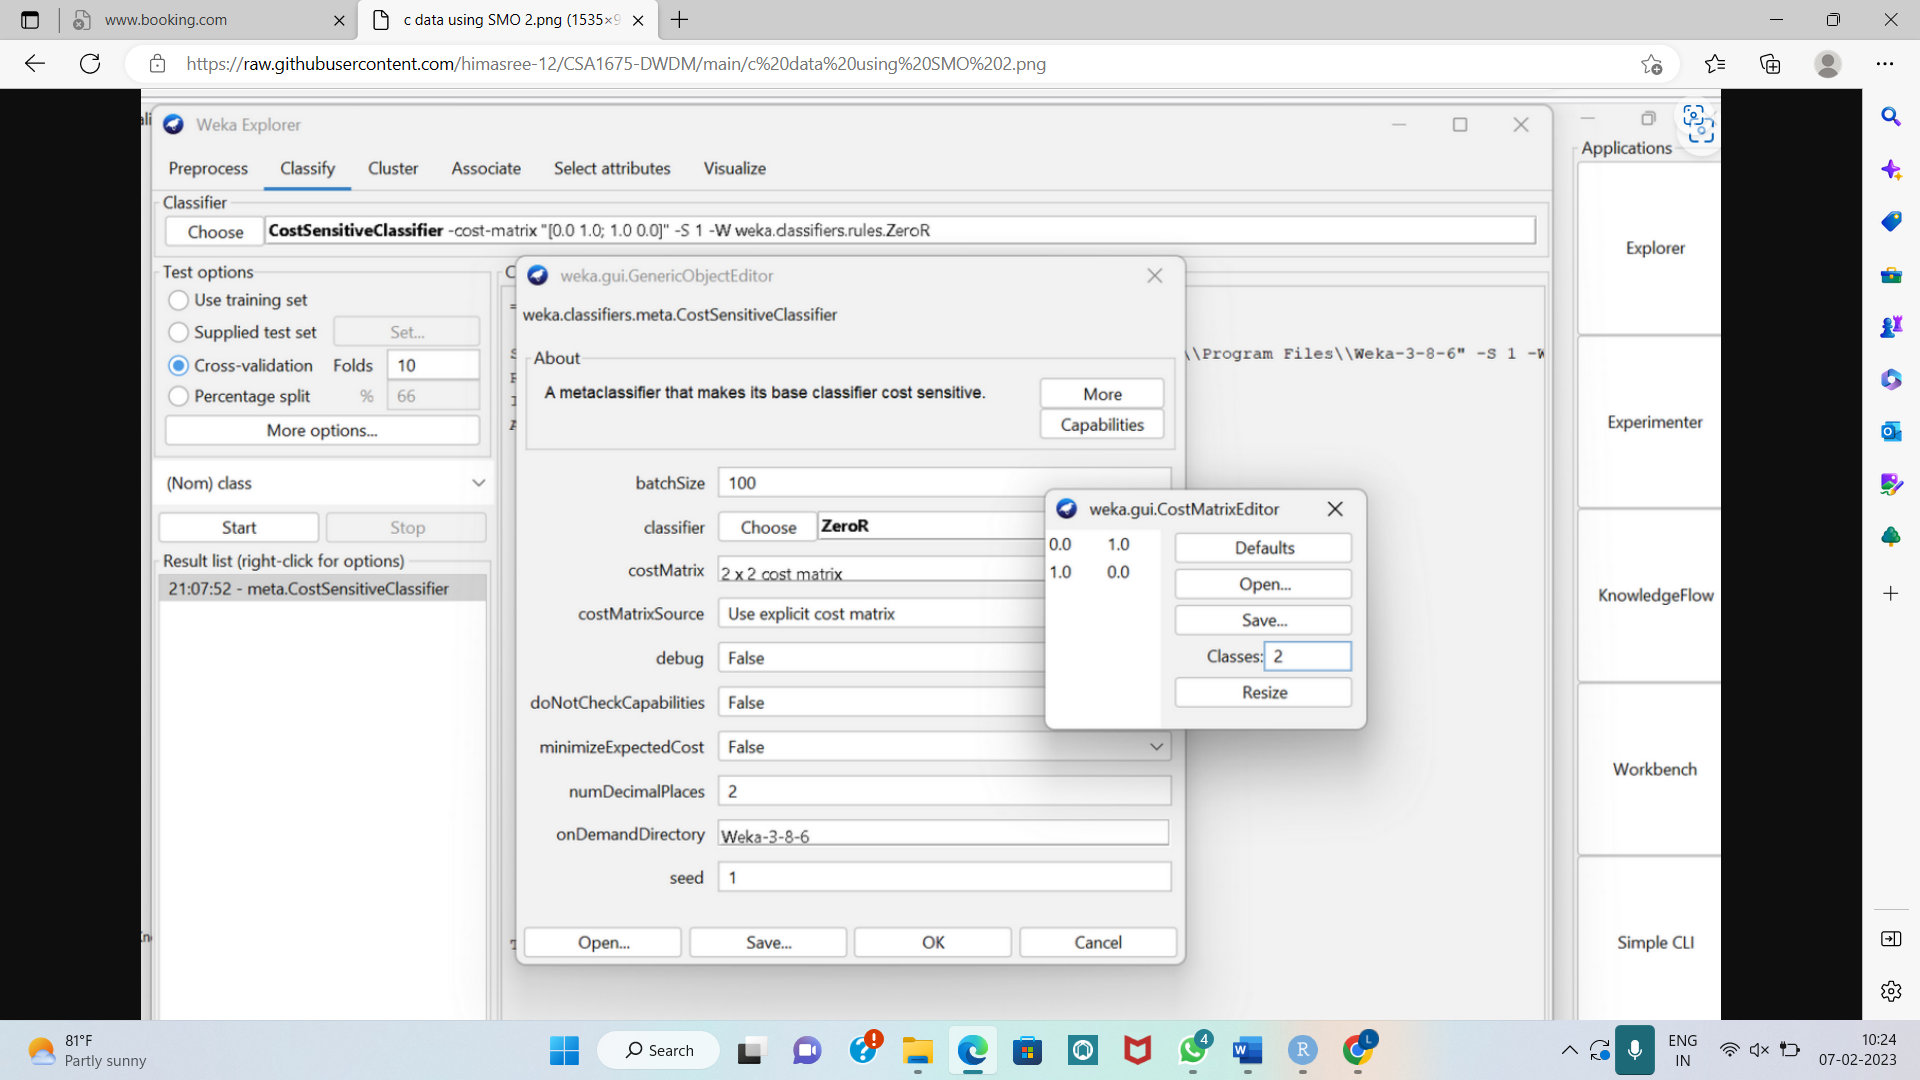 www.booking.com
c data using SMO 2.png (1535×9
https://raw.githubusercontent.com/himasree-12/CSA1675-DWDM/main/c%20data%20using%20SMO%202.png
Weka Explorer
Preprocess Classify Cluster Associate Select attributes Visualize
Classifier
Choose CostSensitiveClassifier -cost-matrix "[0.0 1.0; 1.0 0.0]" -S 1 -W weka.classifiers.rules.ZeroR
Test options
Use training set
Supplied test set Set...
Cross-validation Folds 10
Percentage split % 66
More options...
(Nom) class
Start Stop
Result list (right-click for options)
21:07:52 - meta.CostSensitiveClassifier
weka.gui.GenericObjectEditor
weka.classifiers.meta.CostSensitiveClassifier
About
A metaclassifier that makes its base classifier cost sensitive.
More
Capabilities
batchSize 100
classifier Choose ZeroR
costMatrix 2 x 2 cost matrix
costMatrixSource Use explicit cost matrix
debug False
doNotCheckCapabilities False
minimizeExpectedCost False
numDecimalPlaces 2
onDemandDirectory Weka-3-8-6
seed 1
Open... Save... OK Cancel
\\Program Files\\Weka-3-8-6" -S 1 -W
weka.gui.CostMatrixEditor
0.0 1.0
1.0 0.0
Defaults
Open...
Save...
Classes: 2
Resize
Applications
Explorer
Experimenter
KnowledgeFlow
Workbench
Simple CLI
81°F
Partly sunny
Search
4
L
ENG
IN
10:24
07-02-2023